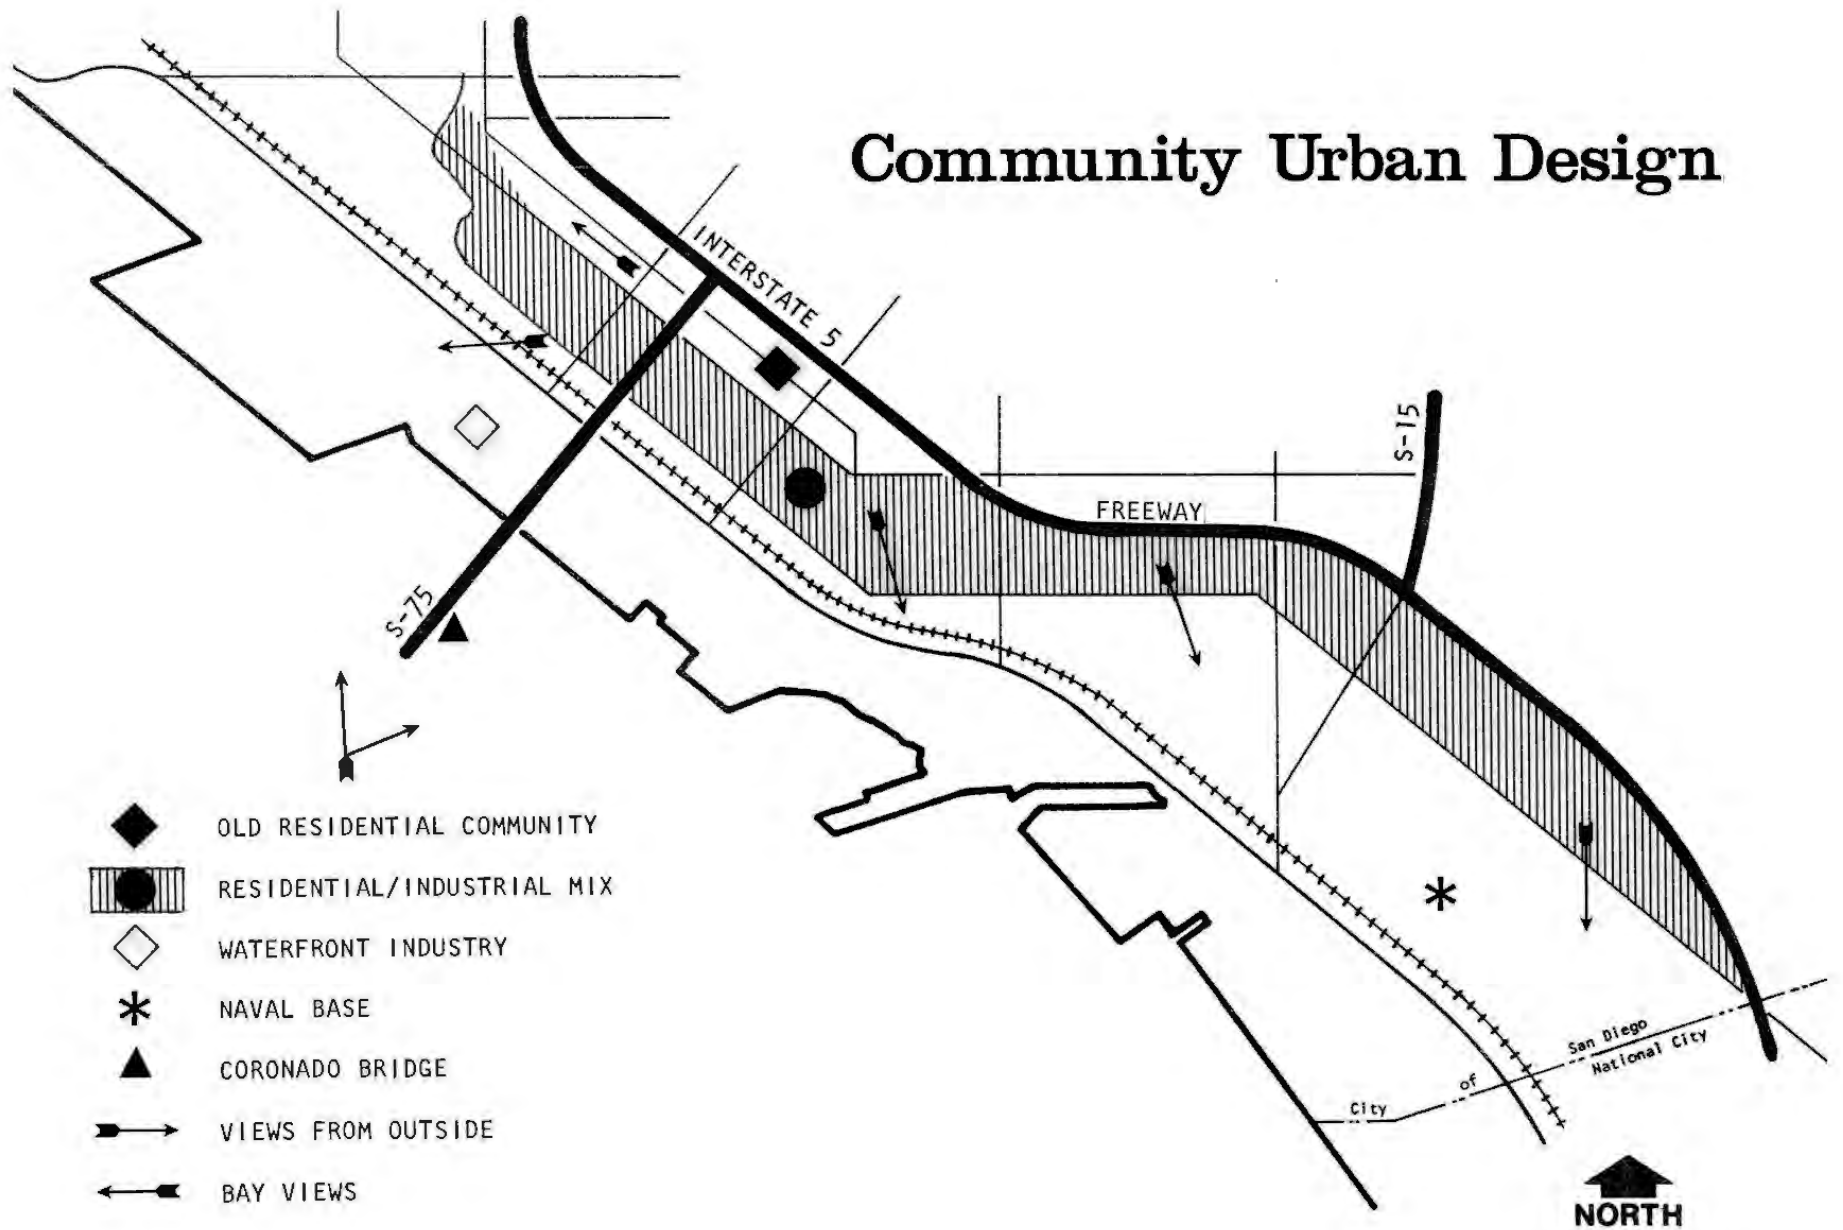 Community Urban Design
INTERSTATE 5
FREEWAY
S-15
S-75
OLD RESIDENTIAL COMMUNITY
RESIDENTIAL/INDUSTRIAL MIX
WATERFRONT INDUSTRY
NAVAL BASE
CORONADO BRIDGE
VIEWS FROM OUTSIDE
BAY VIEWS
City of San Diego
National City
NORTH